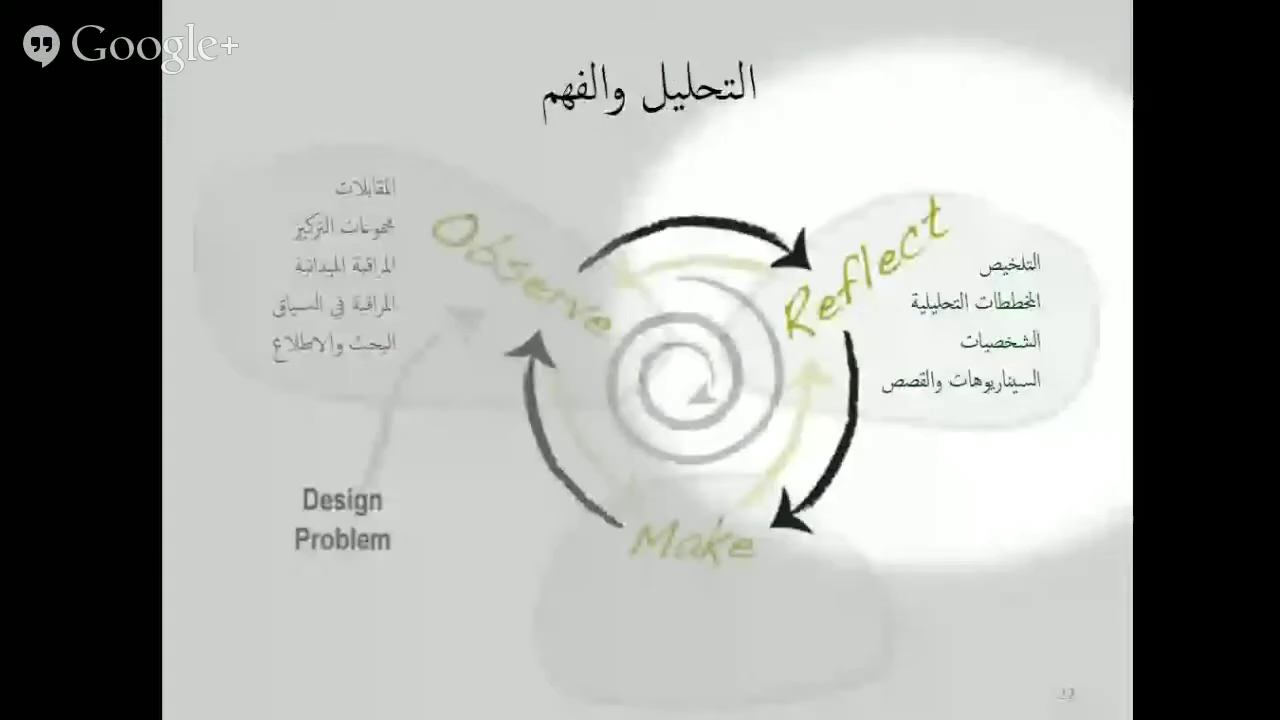 Google+
التحليل والفهم
المقابلات
مجموعات التركيز
المراقبة الميدانية
المراقبة في السياق
البحث والاطلاع
Observe
Reflect
التلخيص
المخططات التحليلية
الشخصيات
السيناريوهات والقصص
Design
Problem
Make